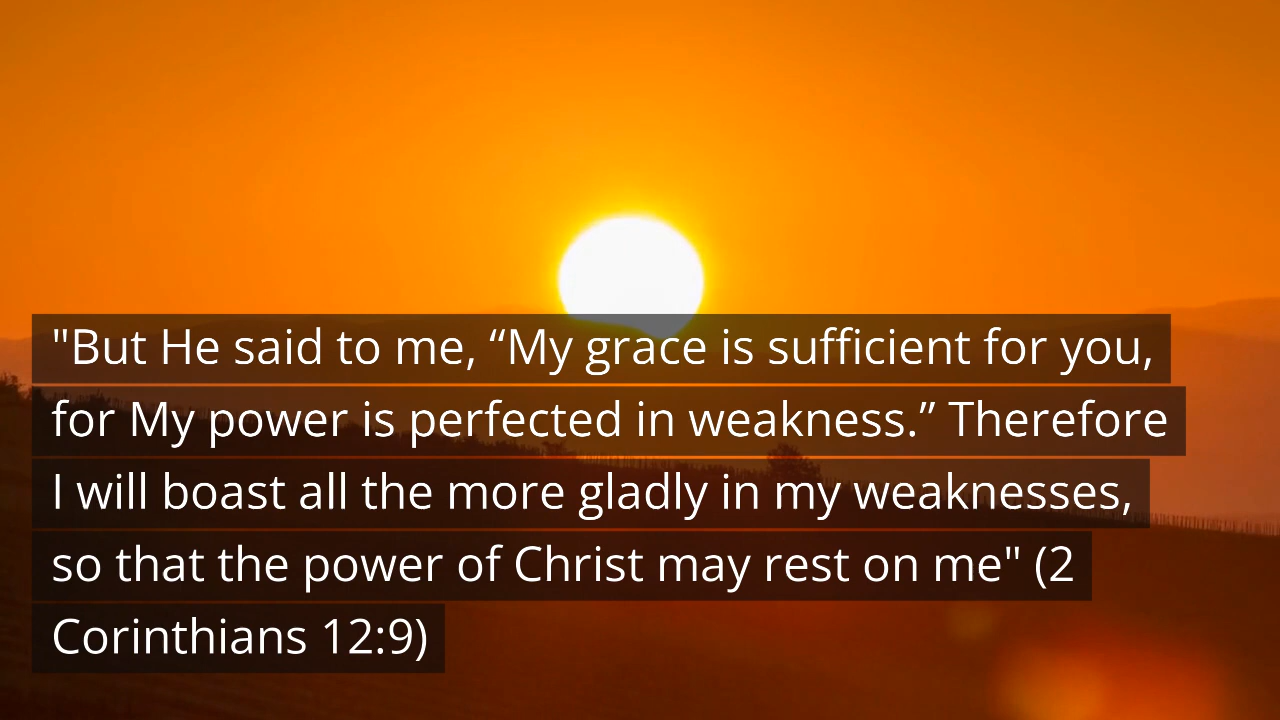 "But He said to me, “My grace is sufficient for you,
for My power is perfected in weakness.” Therefore
I will boast all the more gladly in my weaknesses,
so that the power of Christ may rest on me" (2
Corinthians 12:9)